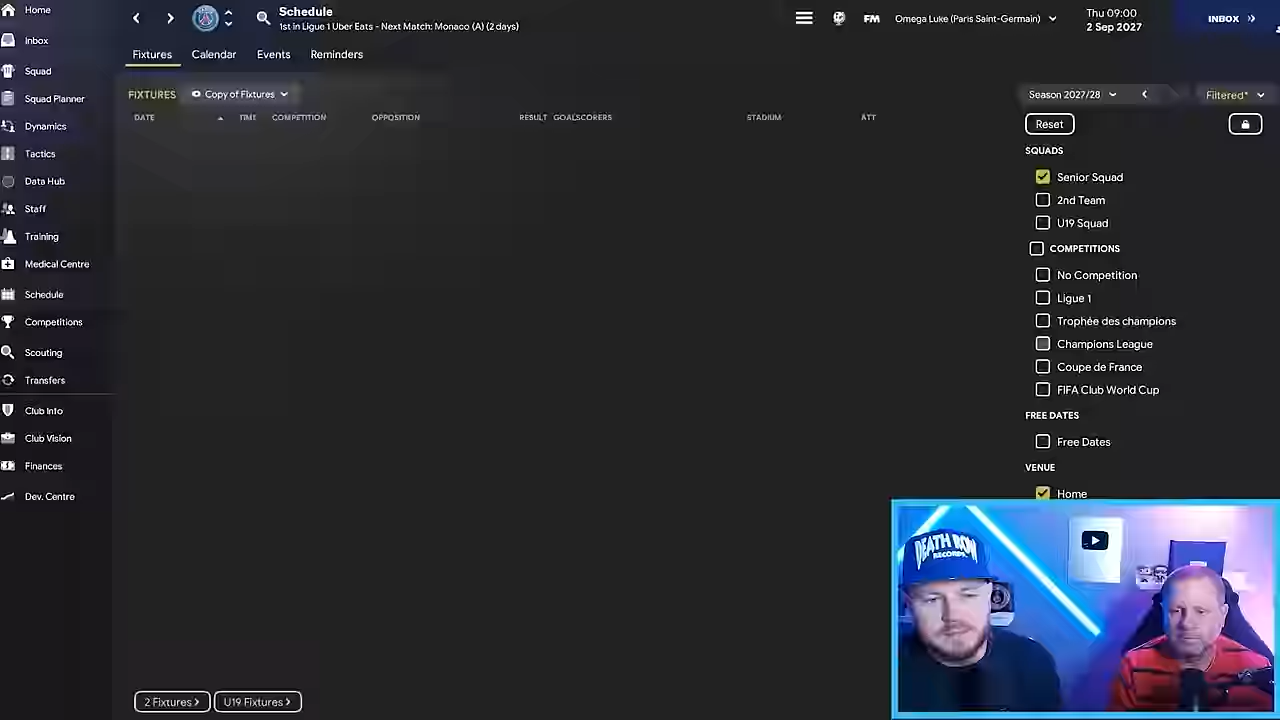 Home
Inbox
Squad
Squad Planner
Dynamics
Tactics
Data Hub
Staff
Training
Medical Centre
Schedule
Competitions
Scouting
Transfers
Club Info
Club Vision
Finances
Dev. Centre
Schedule
1st in Ligue 1 Uber Eats - Next Match: Monaco (A) (2 days)
FM
Omega Luke (Paris Saint-Germain)
Thu 09:00
2 Sep 2027
INBOX
Fixtures Calendar Events Reminders
FIXTURES Copy of Fixtures
DATE TIME COMPETITION OPPOSITION RESULT GOALSCORERS STADIUM ATT
Season 2027/28
Filtered*
Reset
SQUADS
Senior Squad
2nd Team
U19 Squad
COMPETITIONS
No Competition
Ligue 1
Trophée des champions
Champions League
Coupe de France
FIFA Club World Cup
FREE DATES
Free Dates
VENUE
Home
2 Fixtures >
U19 Fixtures >
DEATH ROW
RECORDS